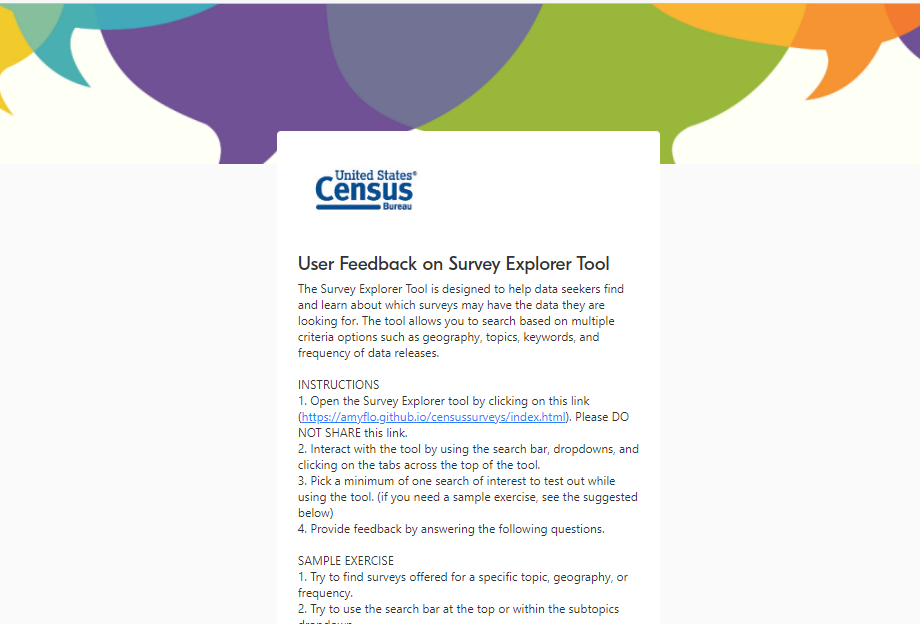 United States®
Census
Bureau
User Feedback on Survey Explorer Tool
The Survey Explorer Tool is designed to help data seekers find
and learn about which surveys may have the data they are
looking for. The tool allows you to search based on multiple
criteria options such as geography, topics, keywords, and
frequency of data releases.
INSTRUCTIONS
1. Open the Survey Explorer tool by clicking on this link
(https://amyflo.github.io/censussurveys/index.html). Please DO
NOT SHARE this link.
2. Interact with the tool by using the search bar, dropdowns, and
clicking on the tabs across the top of the tool.
3. Pick a minimum of one search of interest to test out while
using the tool. (if you need a sample exercise, see the suggested
below)
4. Provide feedback by answering the following questions.
SAMPLE EXERCISE
1. Try to find surveys offered for a specific topic, geography, or
frequency.
2. Try to use the search bar at the top or within the subtopics